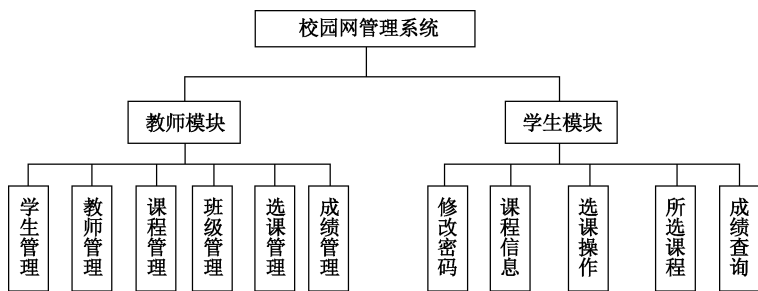 校园网管理系统
教师模块
学生模块
学生管理
教师管理
课程管理
班级管理
选课管理
成绩管理
修改密码
课程信息
选课操作
所选课程
成绩查询